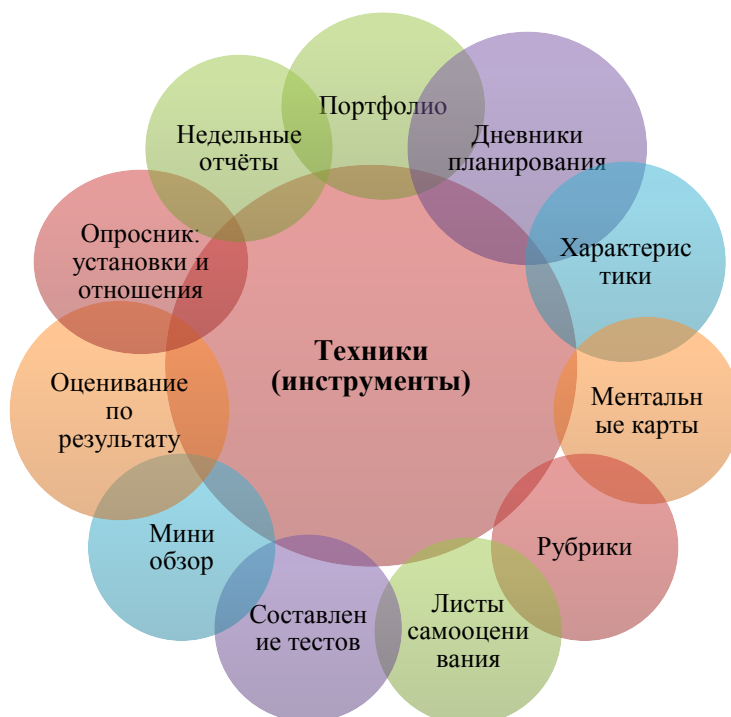 Портфолио
Дневники
планирования
Характерис
тики
Ментальн
ые карты
Рубрики
Листы
самооцени
вания
Составлен
ие тестов
Мини
обзор
Оценивание
по
результату
Опросник:
установки и
отношения
Недельные
отчёты
Техники
(инструменты)